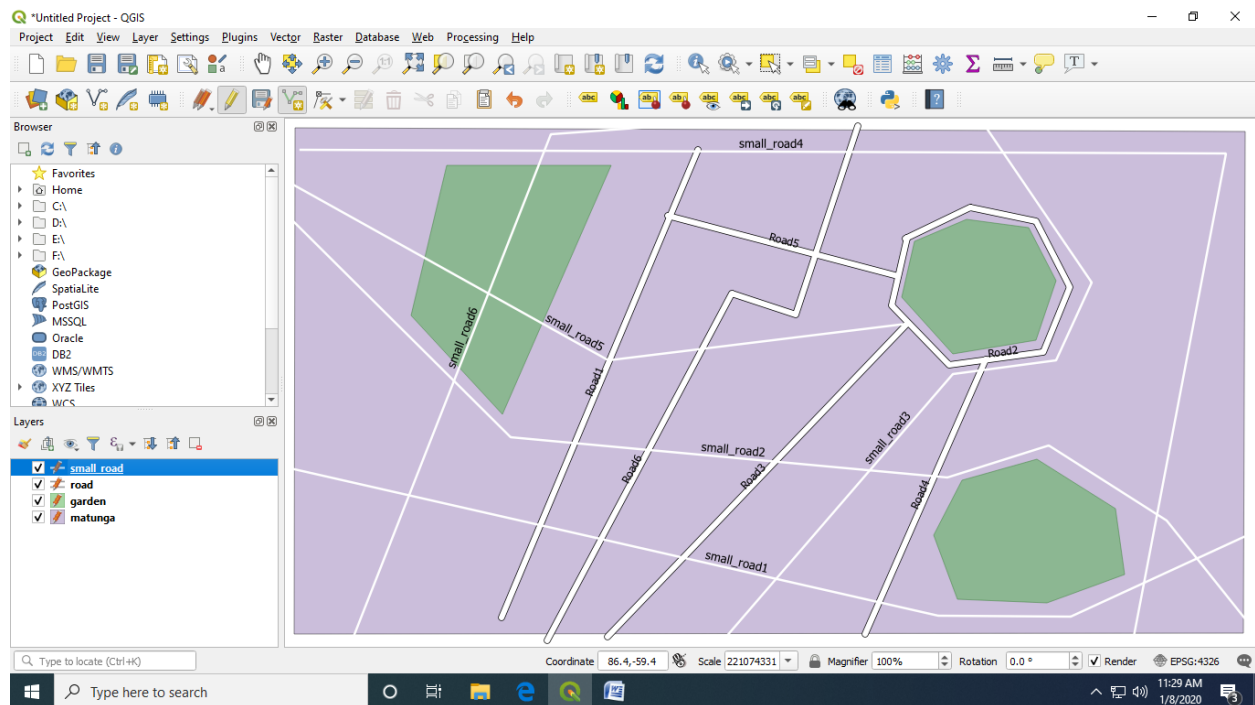 *Untitled Project - QGIS
Project Edit View Layer Settings Plugins Vector Raster Database Web Processing Help
Browser
Favorites
Home
C:\
D:\
E:\
F:\
GeoPackage
SpatiaLite
PostGIS
MSSQL
Oracle
DB2
WMS/WMTS
XYZ Tiles
WCS
Layers
small_road
road
garden
matunga
small_road4
Road5
small_road6
small_road5
Road2
Road1
small_road3
small_road2
Road6
Road3
Road4
small_road1
Type to locate (Ctrl+K)
Coordinate 86.4,-59.4 Scale 221074331 Magnifier 100% Rotation 0.0 ° Render EPSG:4326
Type here to search
11:29 AM
1/8/2020
3